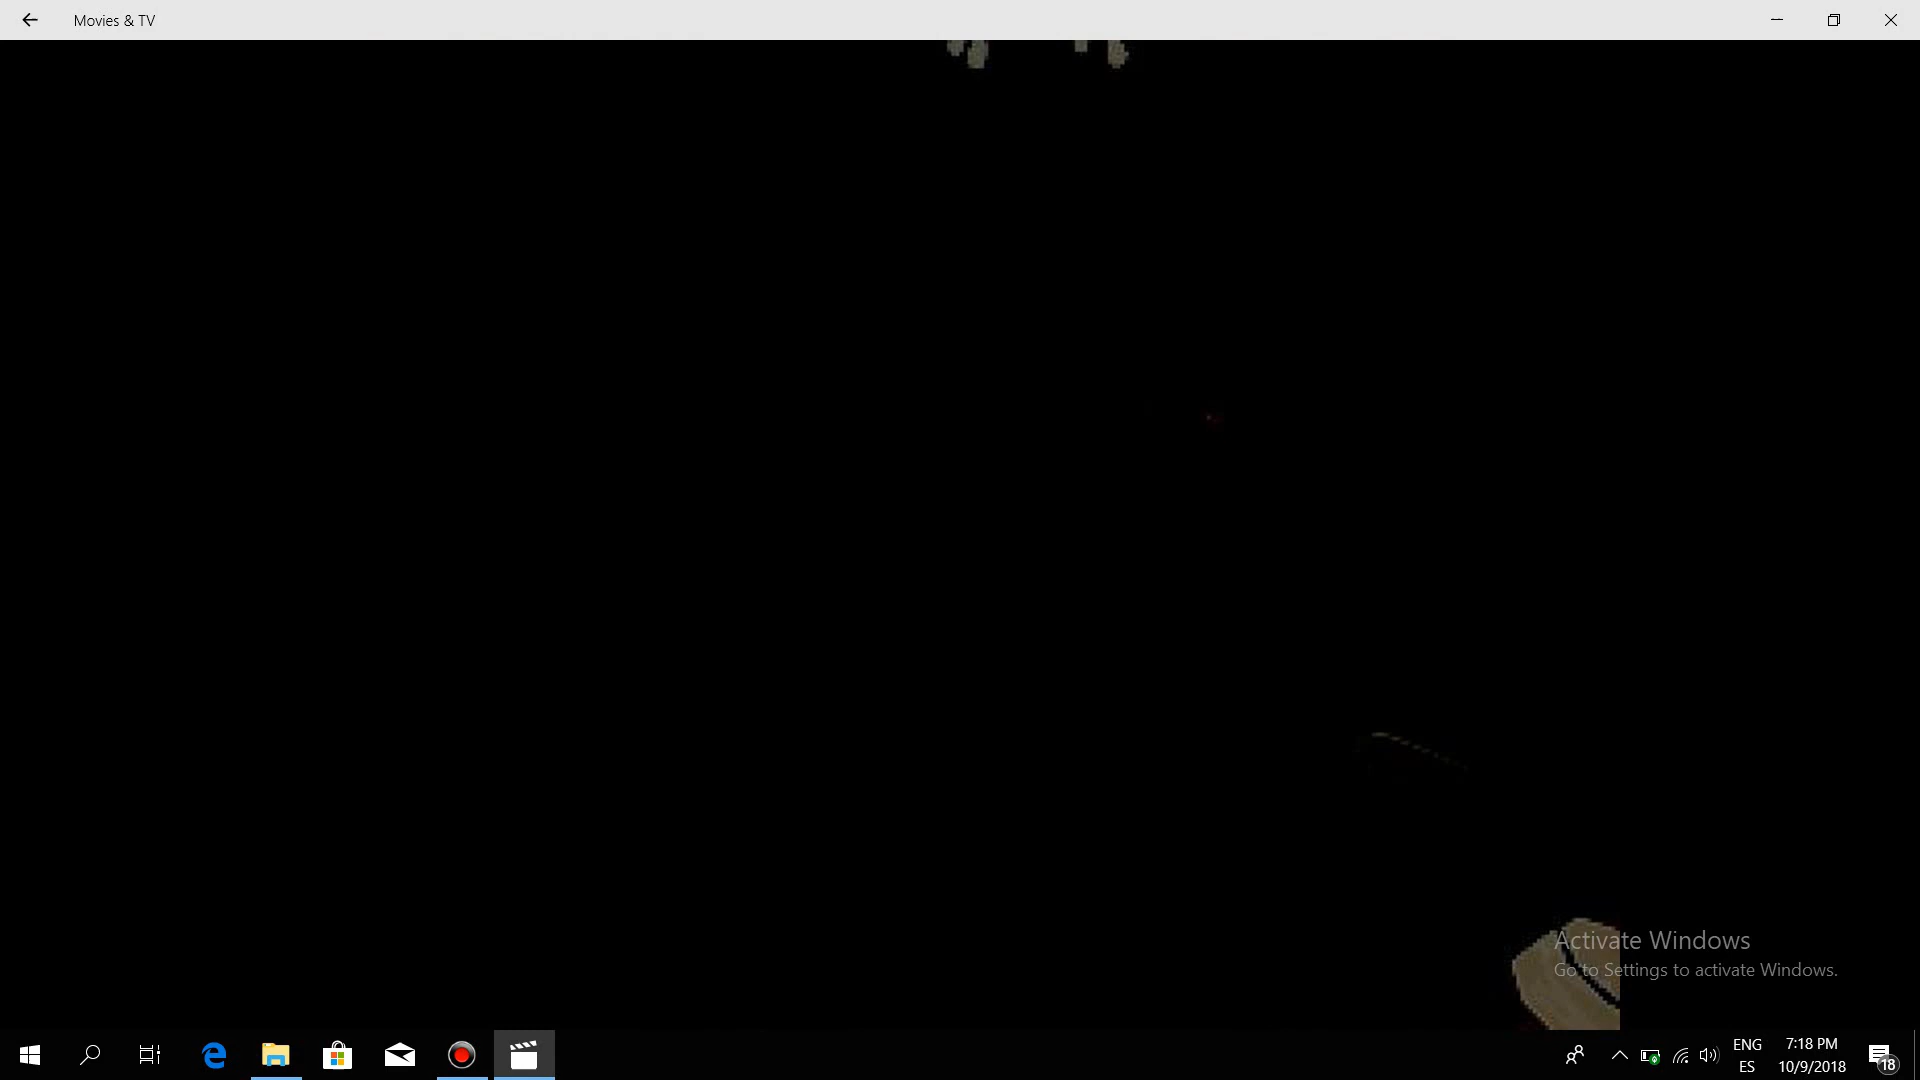 Movies & TV
Activate Windows
Go to Settings to activate Windows.
ENG
7:18 PM
ES
10/9/2018
18